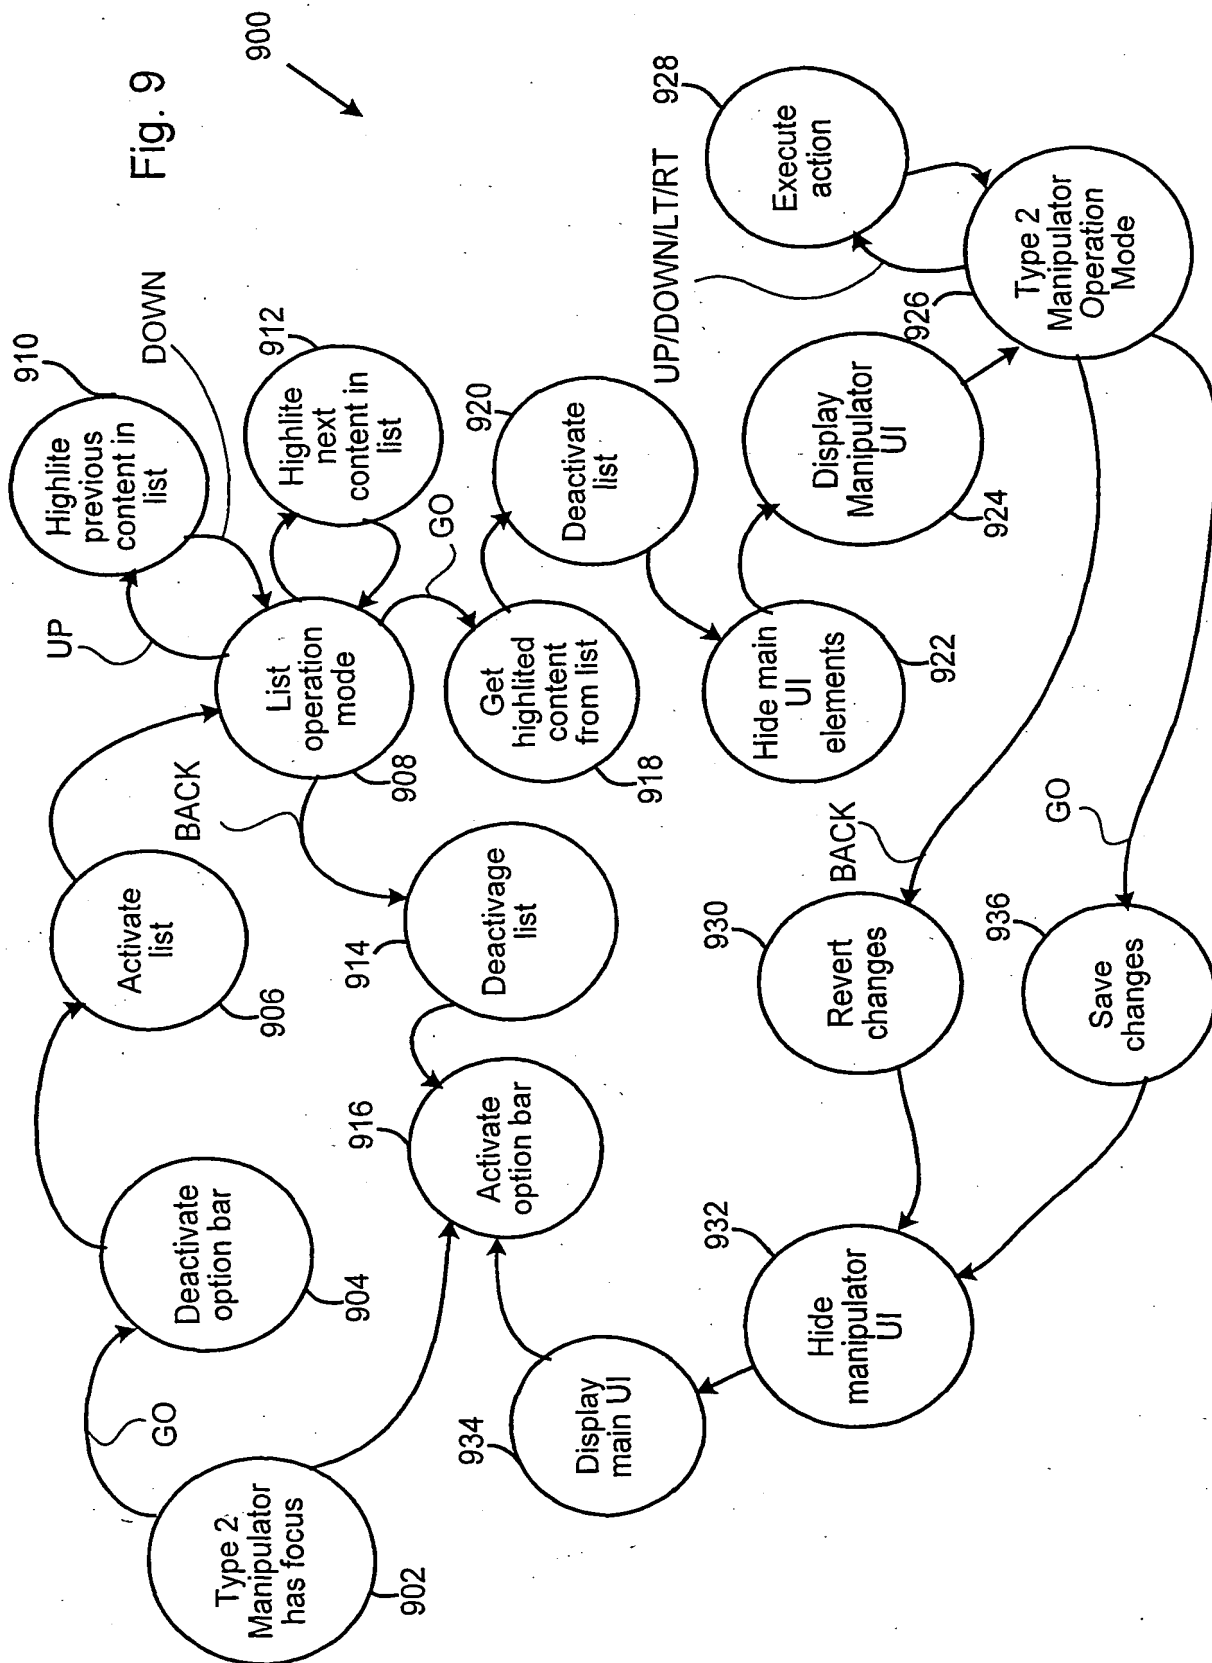 Fig. 9
900
Type 2
Manipulator
has focus
902
GO
Deactivate
option bar
904
Activate
list
906
List
operation
mode
908
UP
Highlite
previous
content in
list
910
DOWN
Highlite
next
content in
list
912
BACK
Deactivage
list
914
Activate
option bar
916
GO
Get
highlited
content
from list
918
Deactivate
list
920
Hide main
UI
elements
922
Display
Manipulator
UI
924
Type 2
Manipulator
Operation
Mode
926
UP/DOWN/LT/RT
Execute
action
928
BACK
Revert
changes
930
Hide
manipulator
UI
932
Display
main UI
934
GO
Save
changes
936